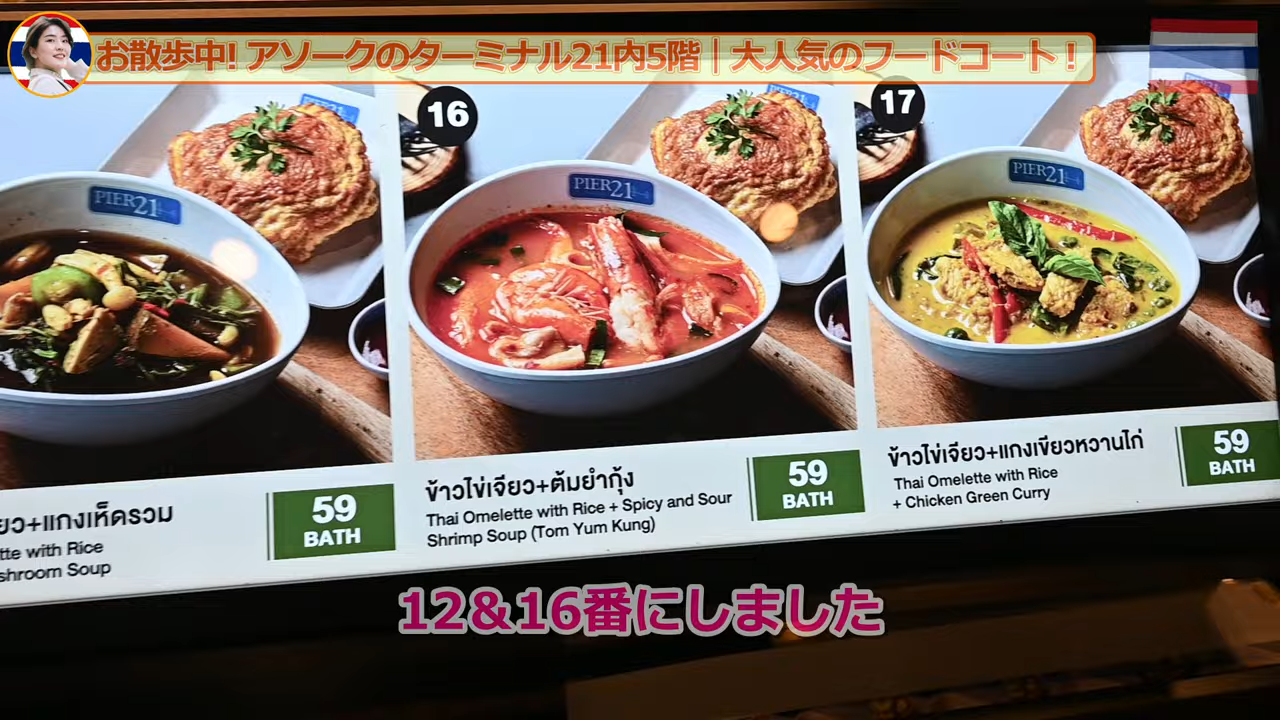 お散歩中! アソークのターミナル21内5階｜大人気のフードコート！
PIER21
PIER21
PIER21
16
17
ยว+แกงเห็ดรวม
tte with Rice
shroom Soup
59
BATH
ข้าวไข่เจียว+ต้มยำกุ้ง
Thai Omelette with Rice + Spicy and Sour
Shrimp Soup (Tom Yum Kung)
59
BATH
ข้าวไข่เจียว+แกงเขียวหวานไก่
Thai Omelette with Rice
+ Chicken Green Curry
59
BATH
12&16番にしました